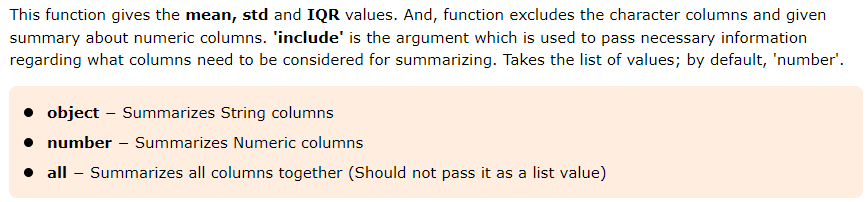 This function gives the mean, std and IQR values. And, function excludes the character columns and given
summary about numeric columns. 'include' is the argument which is used to pass necessary information
regarding what columns need to be considered for summarizing. Takes the list of values; by default, 'number'.
● object − Summarizes String columns
● number − Summarizes Numeric columns
● all − Summarizes all columns together (Should not pass it as a list value)